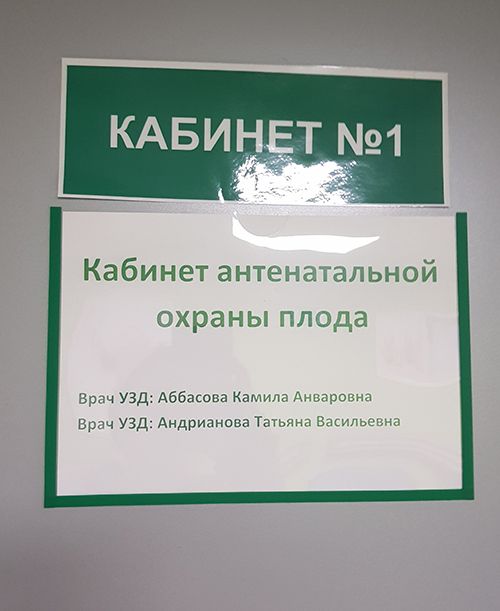 КАБИНЕТ №1
Кабинет антенатальной
охраны плода
Врач УЗД: Аббасова Камила Анваровна
Врач УЗД: Андрианова Татьяна Васильевна